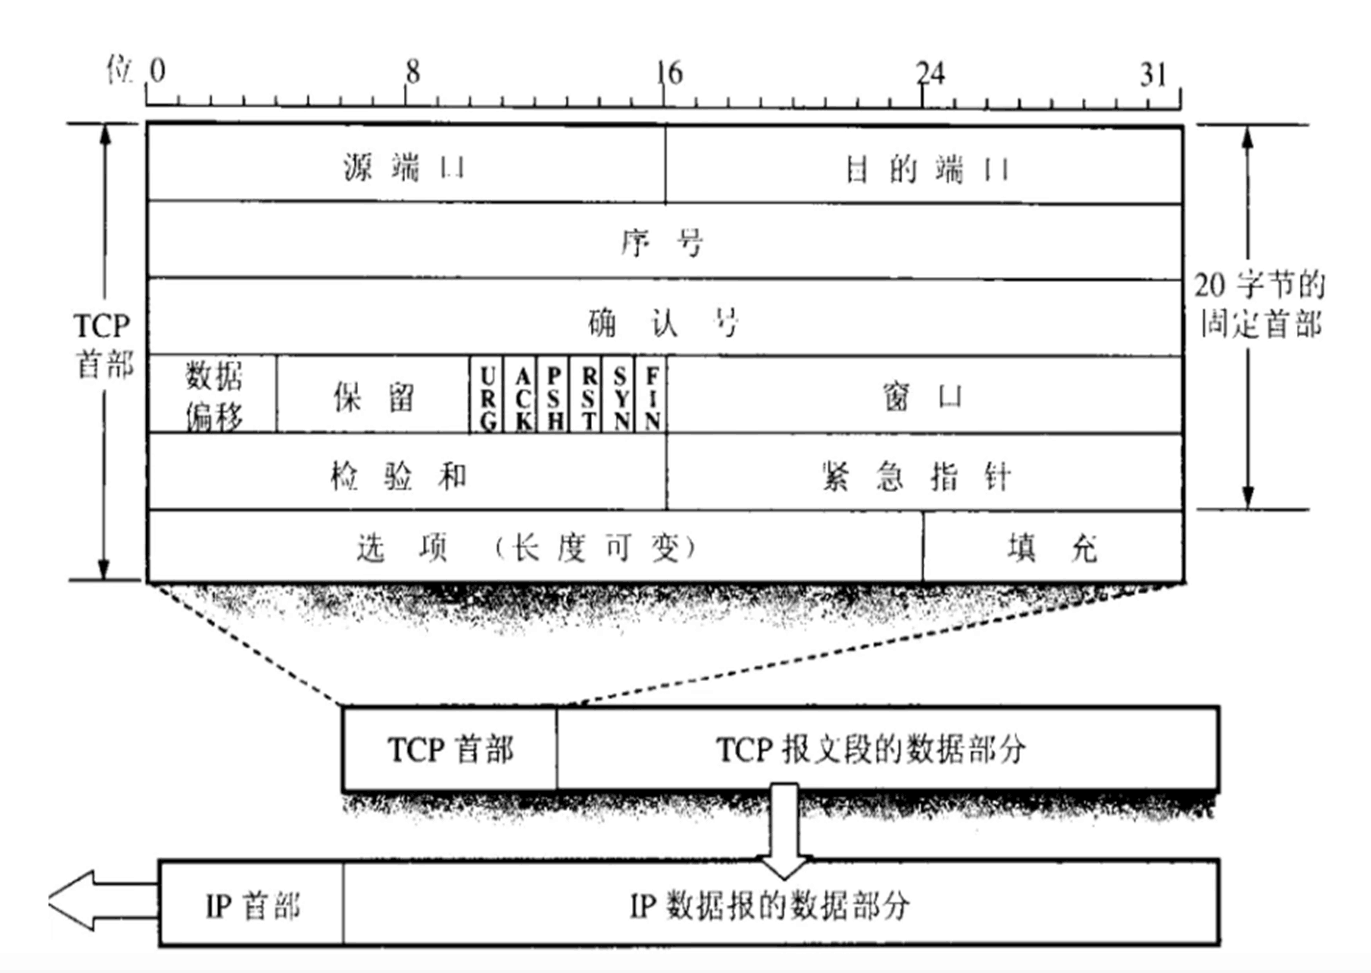 位 0 8 16 24 31
源端口 目的端口
序号
确认号
TCP
首部
20 字节的
固定首部
数据
偏移
保留
URG
ACK
PSH
RST
SYN
FIN
窗口
检验和 紧急指针
选项（长度可变） 填充
TCP 首部 TCP 报文段的数据部分
IP 首部 IP 数据报的数据部分